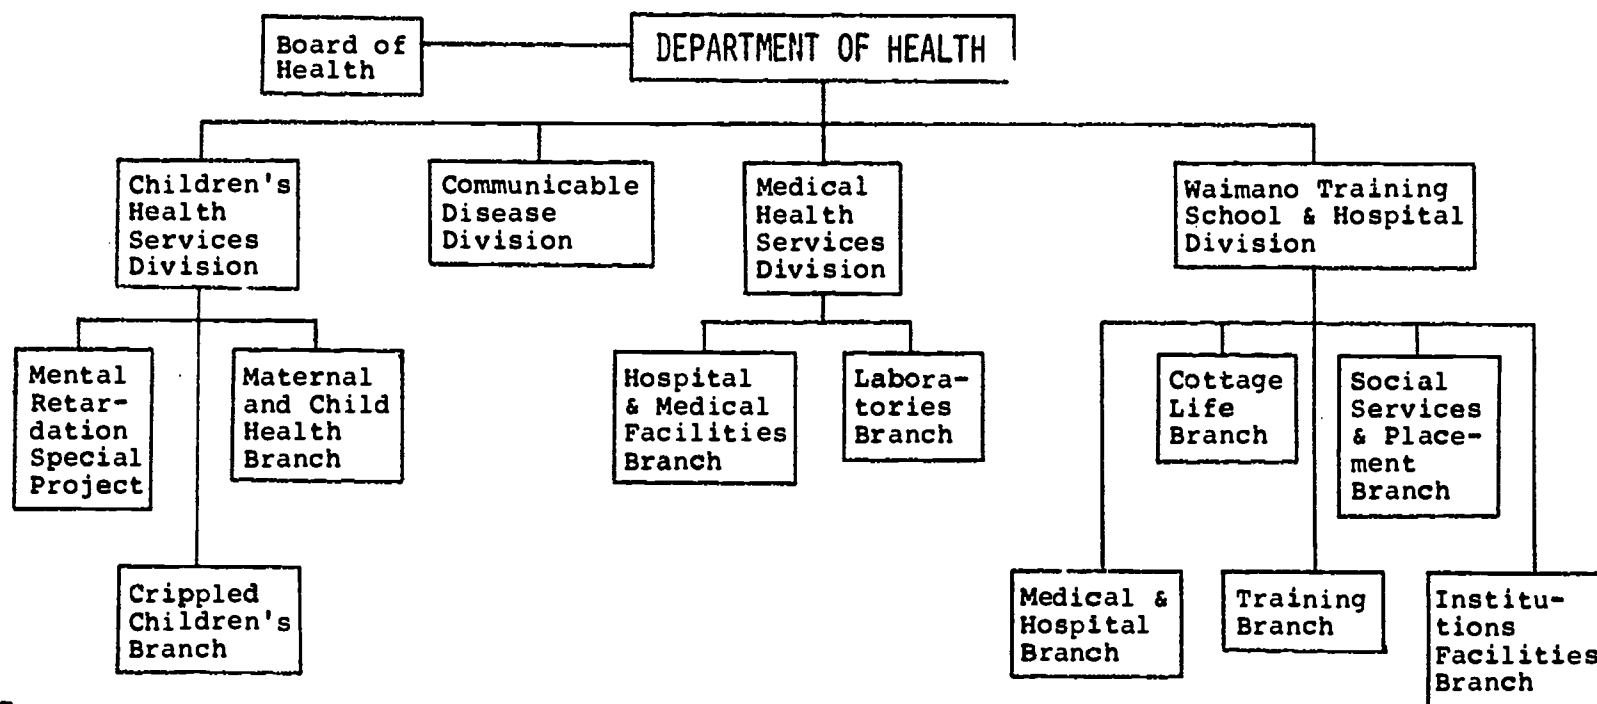 Board of
Health
DEPARTMENT OF HEALTH
Children's
Health
Services
Division
Communicable
Disease
Division
Medical
Health
Services
Division
Waimano Training
School & Hospital
Division
Mental
Retar-
dation
Special
Project
Maternal
and Child
Health
Branch
Hospital
& Medical
Facilities
Branch
Labora-
tories
Branch
Cottage
Life
Branch
Social
Services
& Place-
ment
Branch
Crippled
Children's
Branch
Medical &
Hospital
Branch
Training
Branch
Institu-
tions
Facilities
Branch